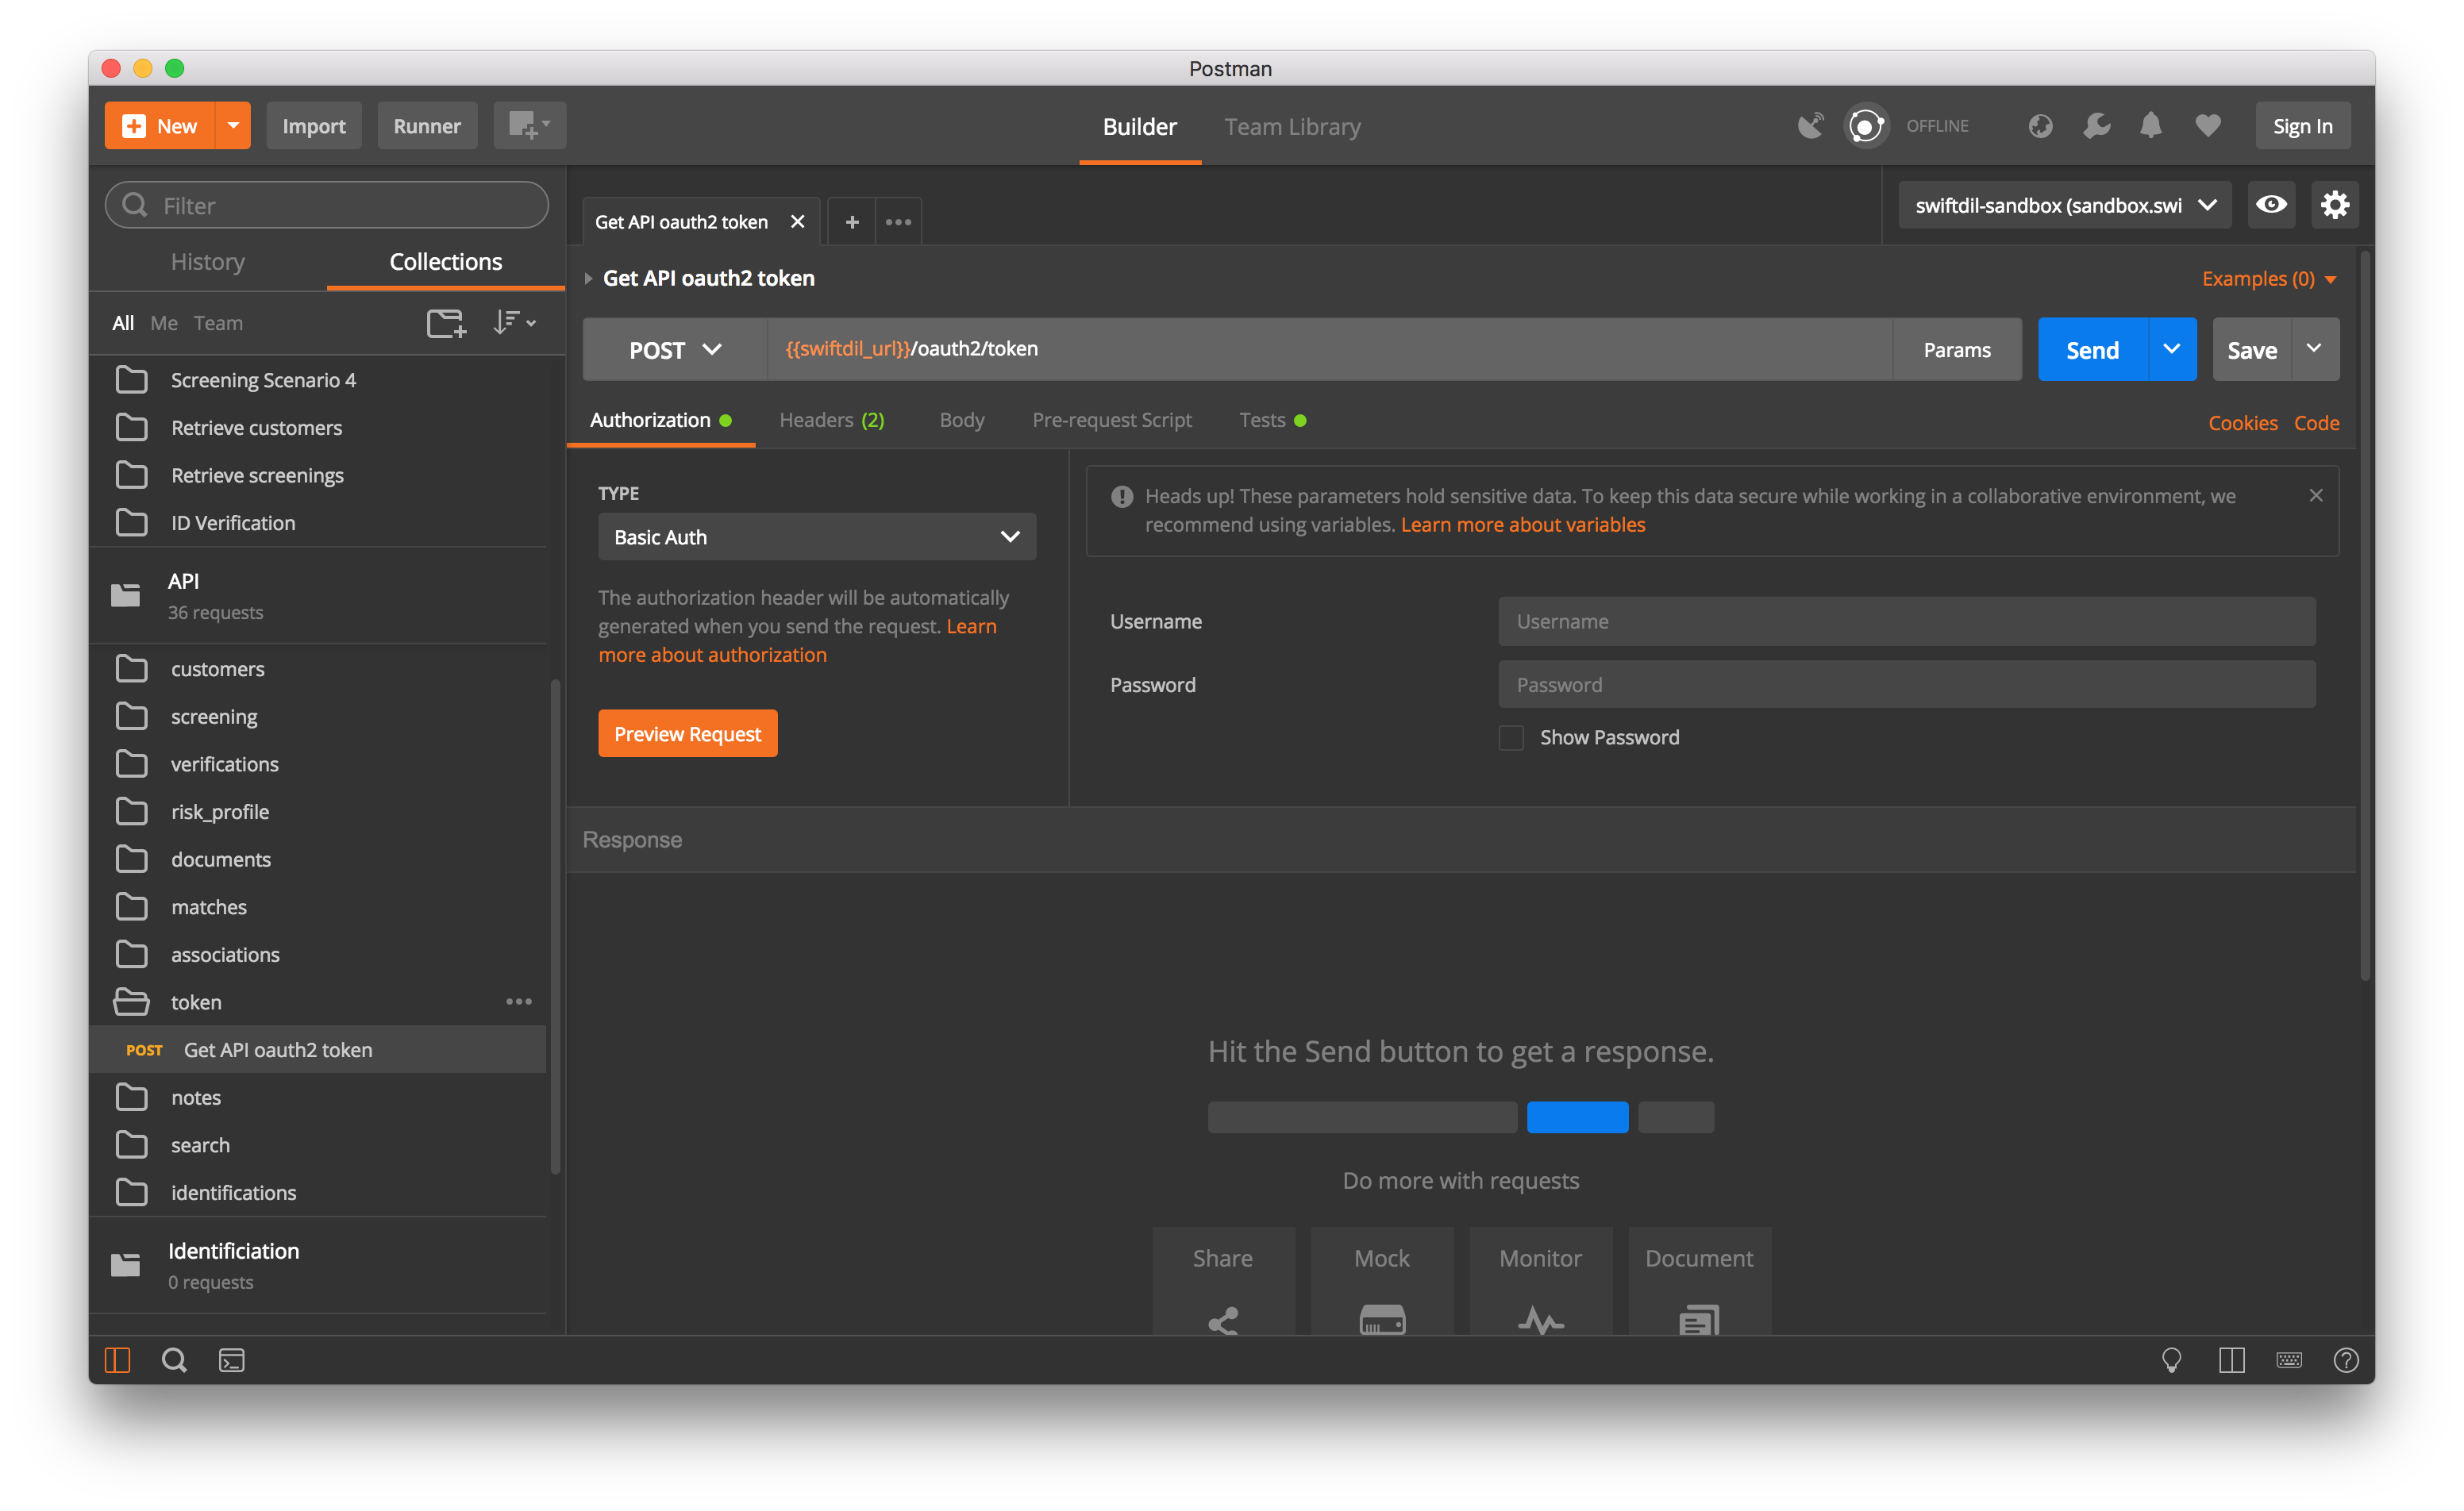 Postman
New
Import
Runner
Builder
Team Library
OFFLINE
Sign In
Filter
History
Collections
All
Me
Team
Screening Scenario 4
Retrieve customers
Retrieve screenings
ID Verification
API
36 requests
customers
screening
verifications
risk_profile
documents
matches
associations
token
POST Get API oauth2 token
notes
search
identifications
Identificiation
0 requests
Get API oauth2 token
swiftdil-sandbox (sandbox.swi
Get API oauth2 token
Examples (0)
POST
{{swiftdil_url}}/oauth2/token
Params
Send
Save
Authorization
Headers (2)
Body
Pre-request Script
Tests
Cookies
Code
TYPE
Basic Auth
The authorization header will be automatically
generated when you send the request. Learn
more about authorization
Preview Request
Heads up! These parameters hold sensitive data. To keep this data secure while working in a collaborative environment, we
recommend using variables. Learn more about variables
Username
Username
Password
Password
Show Password
Response
Hit the Send button to get a response.
Do more with requests
Share
Mock
Monitor
Document